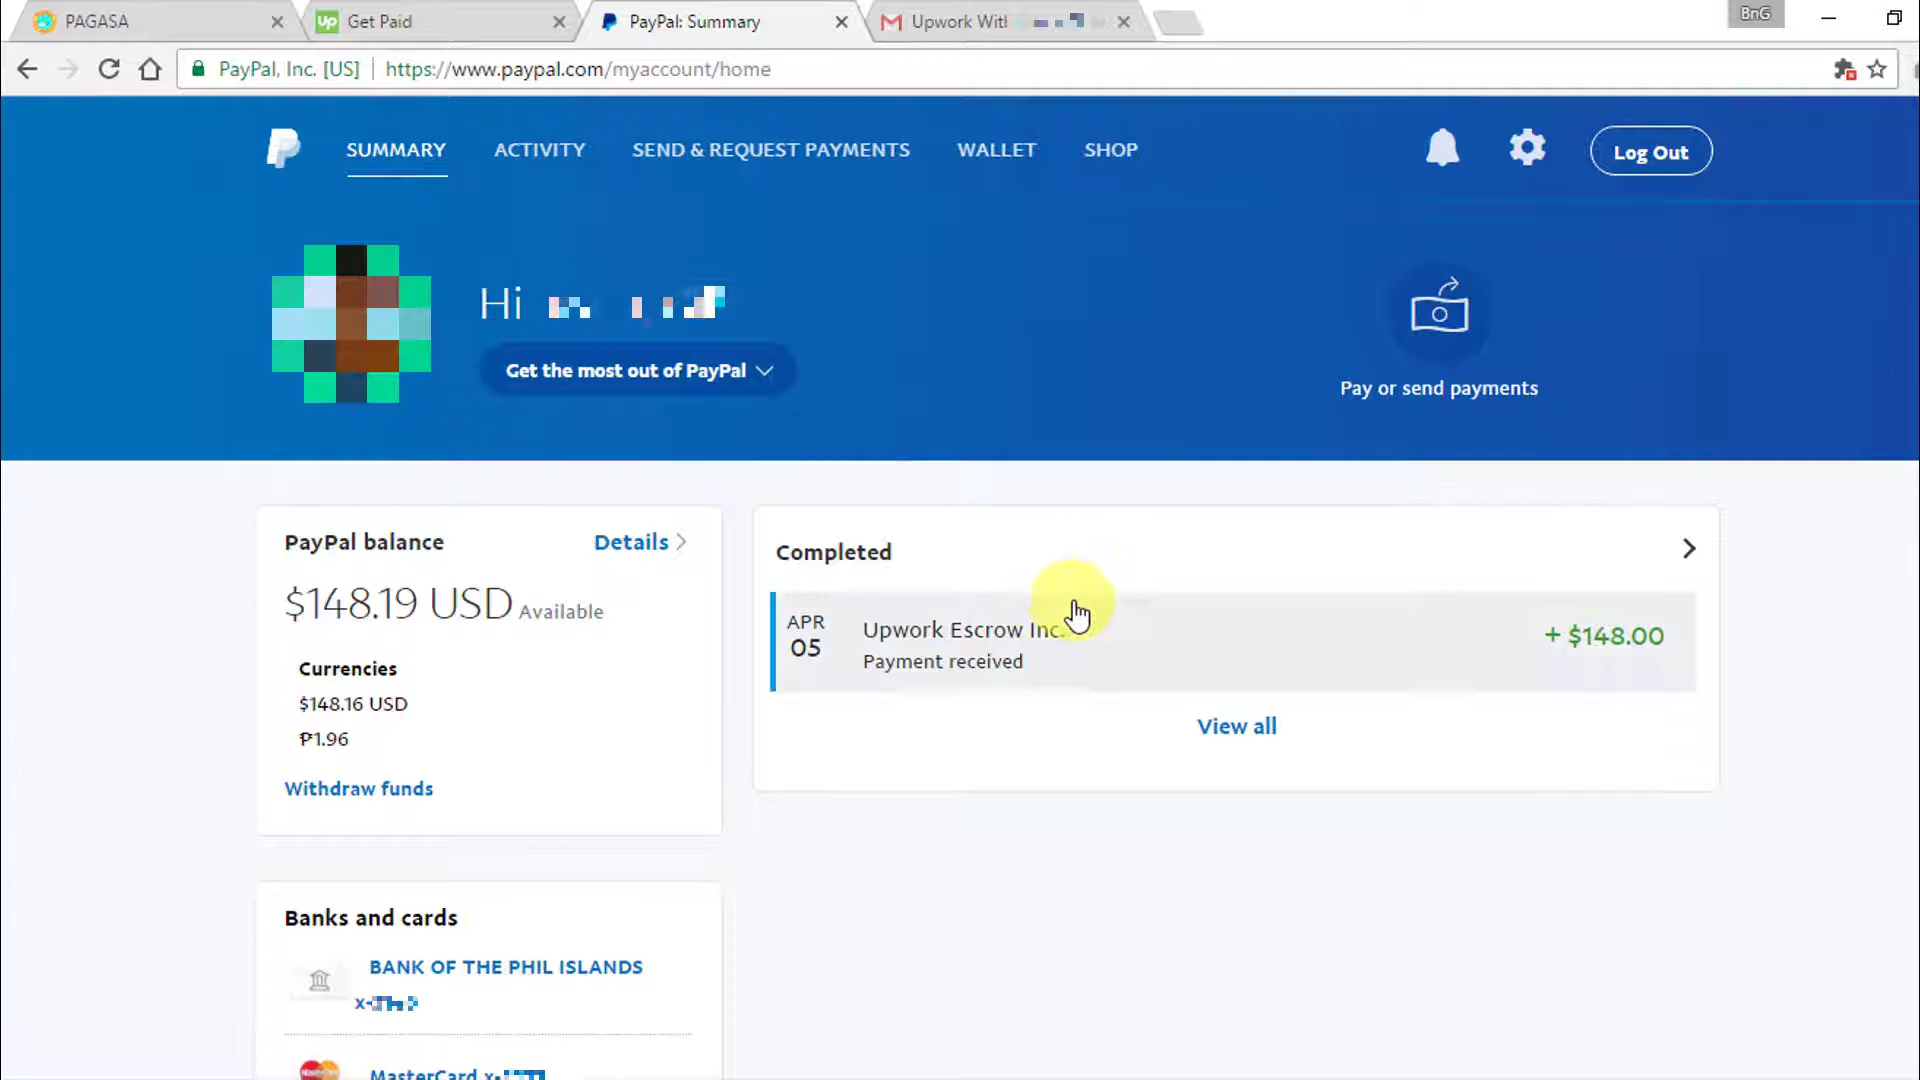 PAGASA
Get Paid
PayPal: Summary
Upwork Wit
BnG
PayPal, Inc. [US]
https://www.paypal.com/myaccount/home
SUMMARY
ACTIVITY
SEND & REQUEST PAYMENTS
WALLET
SHOP
Log Out
Hi
Get the most out of PayPal
Pay or send payments
PayPal balance
Details
$148.19 USD Available
Currencies
$148.16 USD
₱1.96
Withdraw funds
Completed
APR
05
Upwork Escrow Inc.
Payment received
+ $148.00
View all
Banks and cards
BANK OF THE PHIL ISLANDS
x-
MasterCard x-